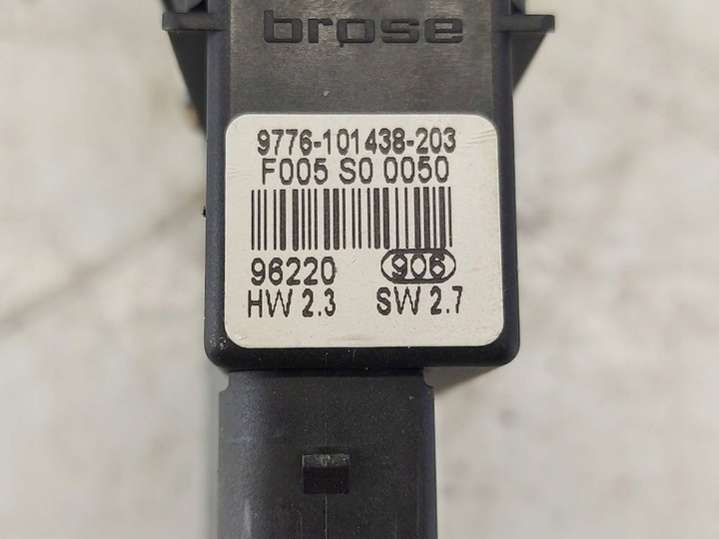 brose
9776-101438-203
F005 S0 0050
96220 906
HW 2.3 SW 2.7